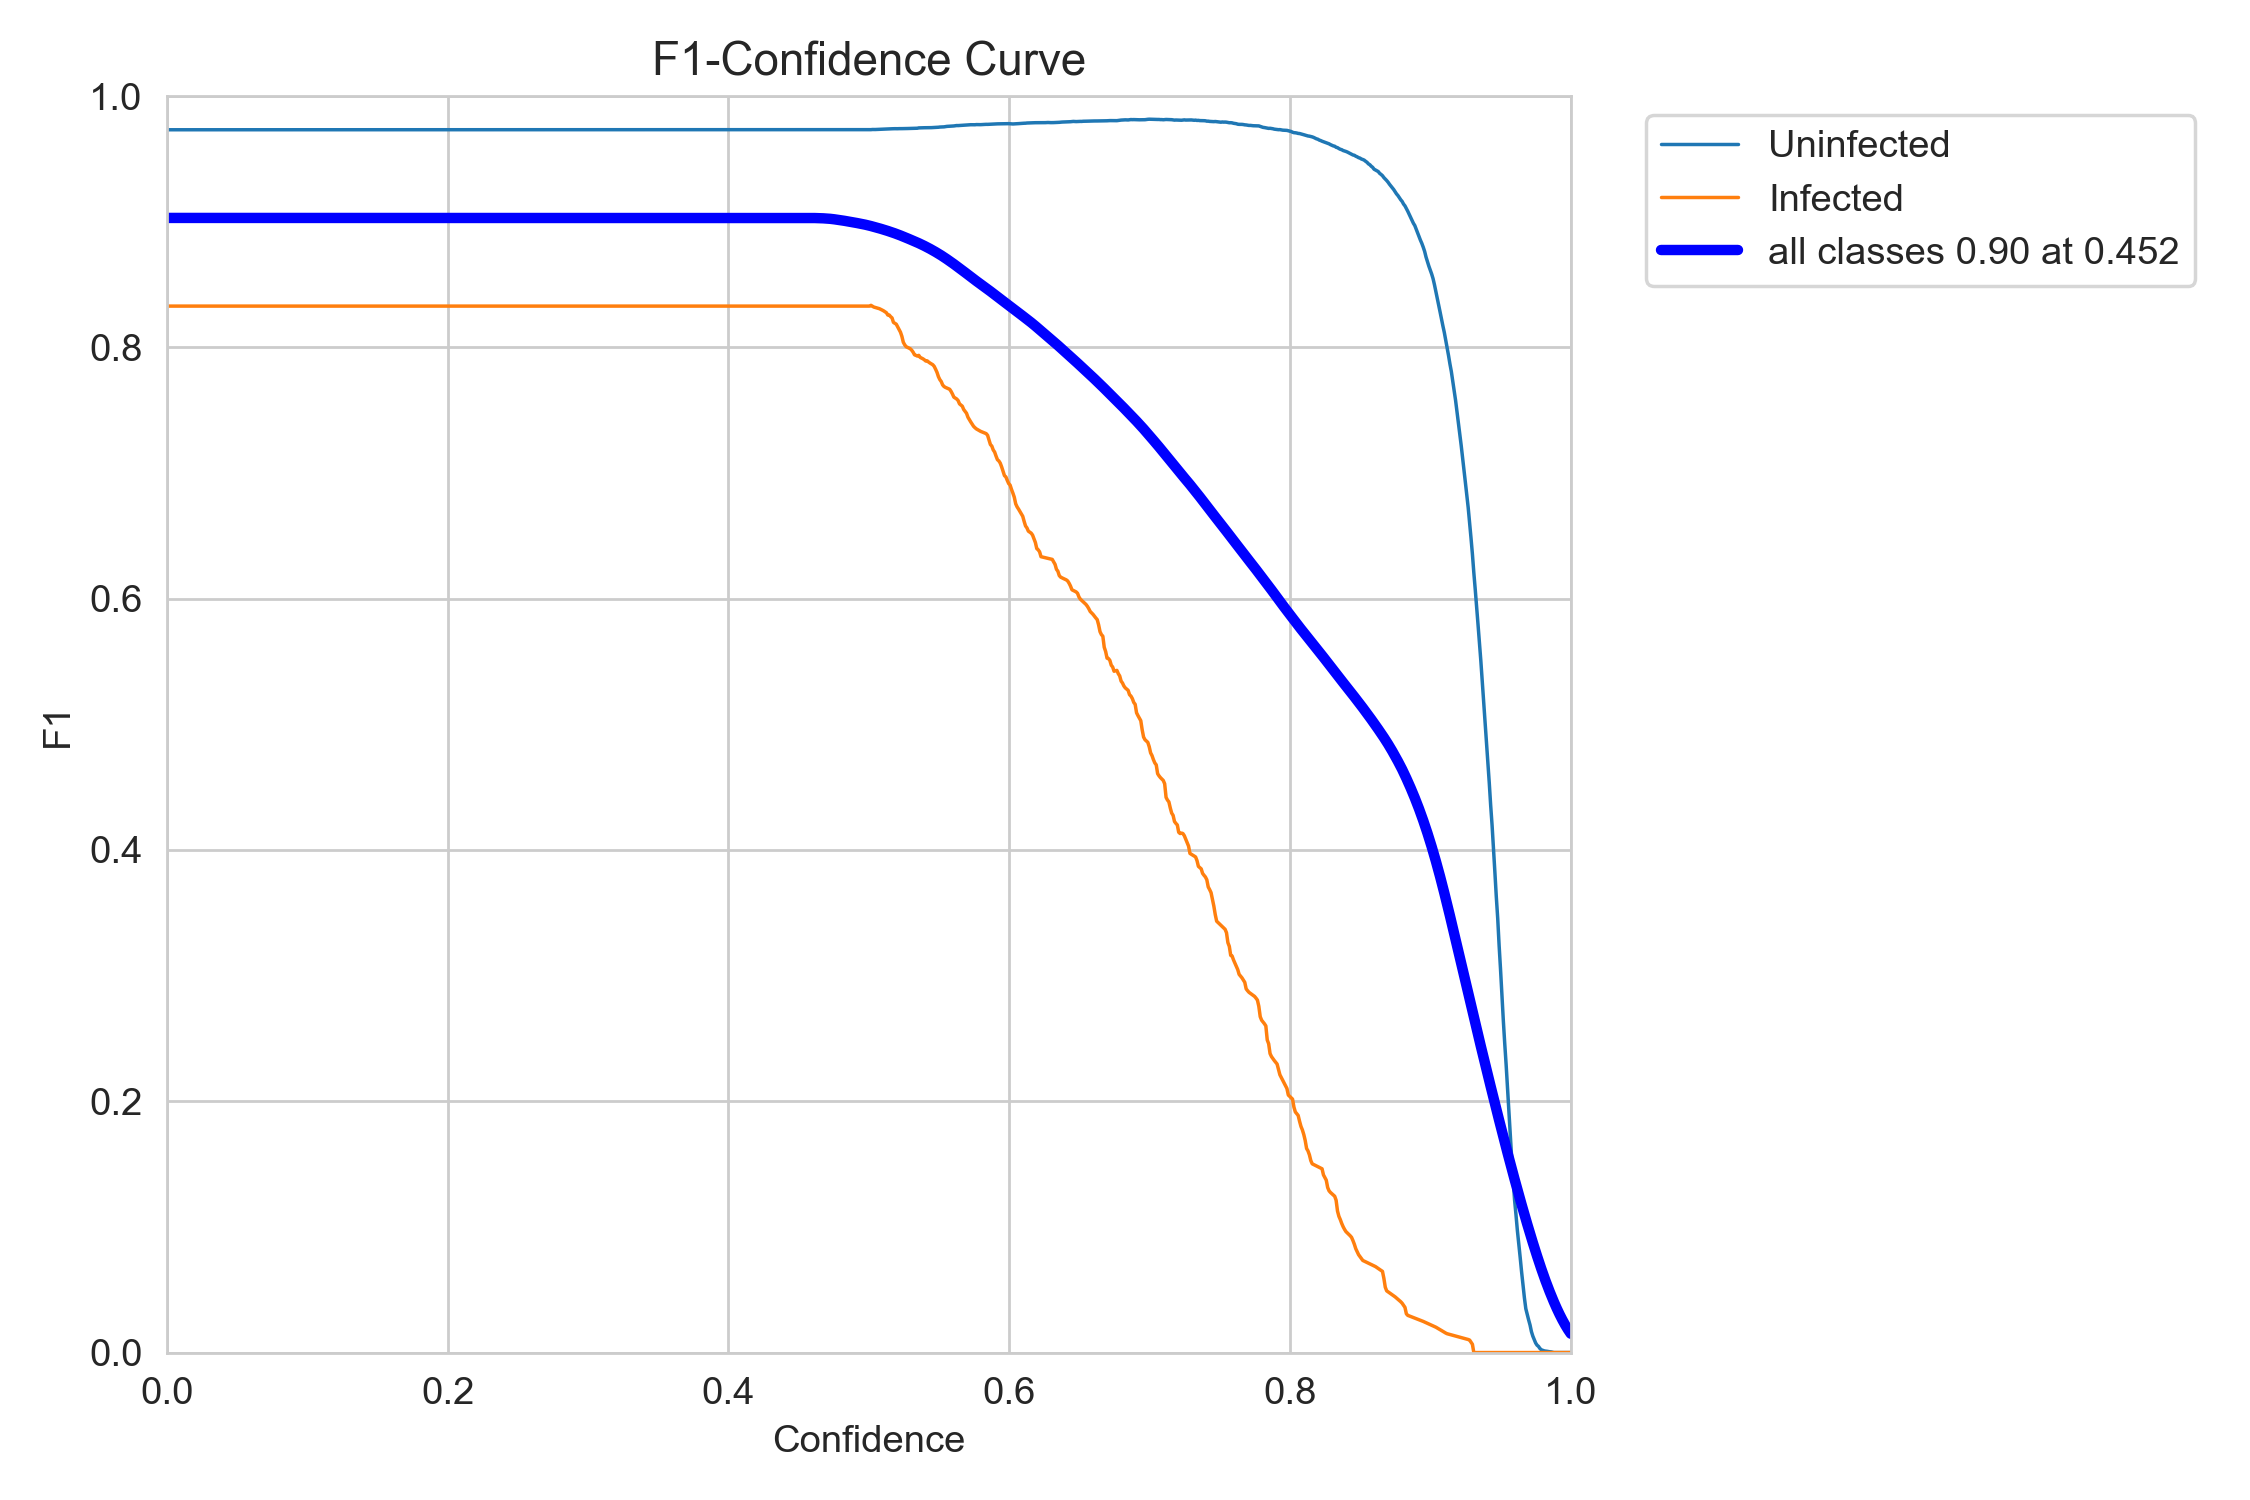 F1-Confidence Curve
1.0
0.8
0.6
0.4
0.2
0.0
F1
0.0 0.2 0.4 0.6 0.8 1.0
Confidence
Uninfected
Infected
all classes 0.90 at 0.452